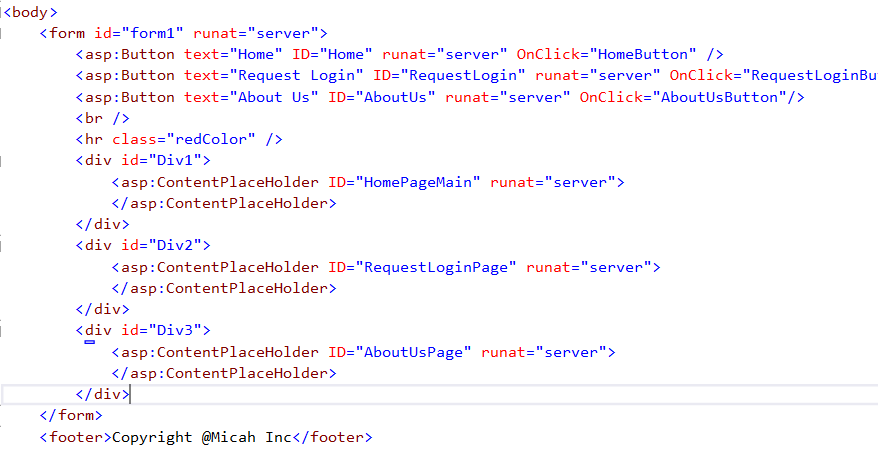 <body>
<form id="form1" runat="server">
<asp:Button text="Home" ID="Home" runat="server" OnClick="HomeButton" />
<asp:Button text="Request Login" ID="RequestLogin" runat="server" OnClick="RequestLoginBu
<asp:Button text="About Us" ID="AboutUs" runat="server" OnClick="AboutUsButton"/>
<br />
<hr class="redColor" />
<div id="Div1">
<asp:ContentPlaceHolder ID="HomePageMain" runat="server">
</asp:ContentPlaceHolder>
</div>
<div id="Div2">
<asp:ContentPlaceHolder ID="RequestLoginPage" runat="server">
</asp:ContentPlaceHolder>
</div>
<div id="Div3">
<asp:ContentPlaceHolder ID="AboutUsPage" runat="server">
</asp:ContentPlaceHolder>
</div>
</form>
<footer>Copyright @Micah Inc</footer>